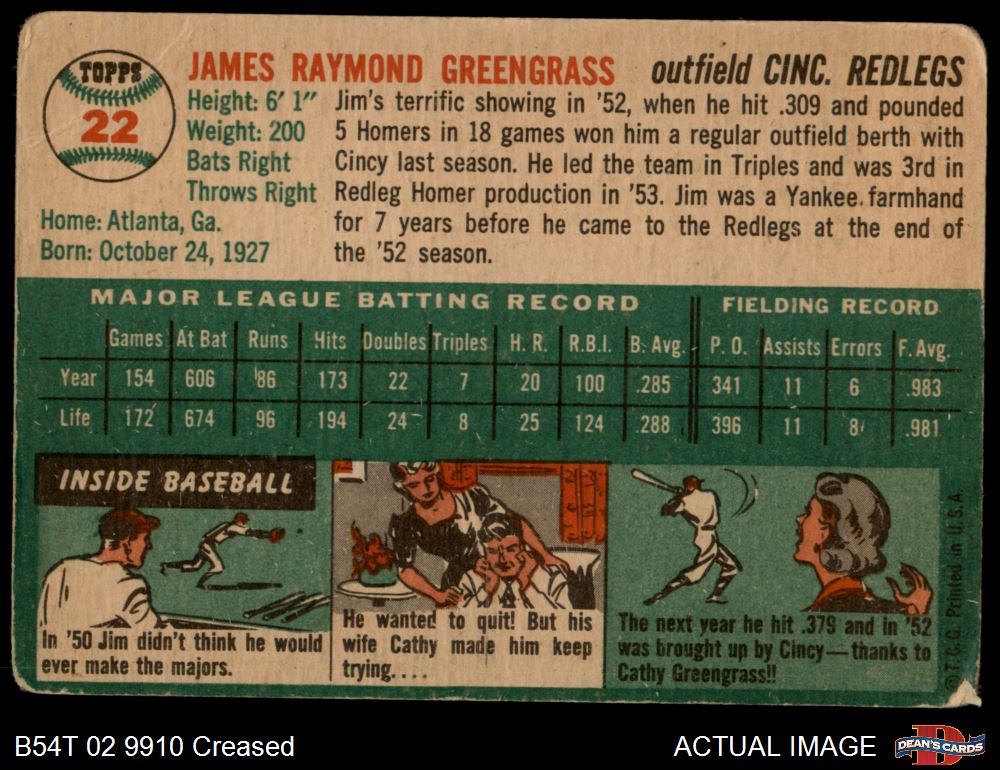 TOPPS
22
JAMES RAYMOND GREENGRASS outfield CINC. REDLEGS
Height: 6' 1"
Weight: 200
Bats Right
Throws Right
Home: Atlanta, Ga.
Born: October 24, 1927
Jim's terrific showing in '52, when he hit .309 and pounded
5 Homers in 18 games won him a regular outfield berth with
Cincy last season. He led the team in Triples and was 3rd in
Redleg Homer production in '53. Jim was a Yankee farmhand
for 7 years before he came to the Redlegs at the end of
the '52 season.
MAJOR LEAGUE BATTING RECORD FIELDING RECORD
Games At Bat Runs Hits Doubles Triples H. R. R.B.I. B. Avg. P. O. Assists Errors F. Avg.
Year 154 606 86 173 22 7 20 100 .285 341 11 6 .983
Life 172 674 96 194 24 8 25 124 .288 396 11 8 .981
INSIDE BASEBALL
In '50 Jim didn't think he would
ever make the majors.
He wanted to quit! But his
wife Cathy made him keep
trying....
The next year he hit .379 and in '52
was brought up by Cincy—thanks to
Cathy Greengrass!!
© T. C. G. Printed in U. S. A.
B54T 02 9910 Creased
ACTUAL IMAGE
DEAN'S CARDS